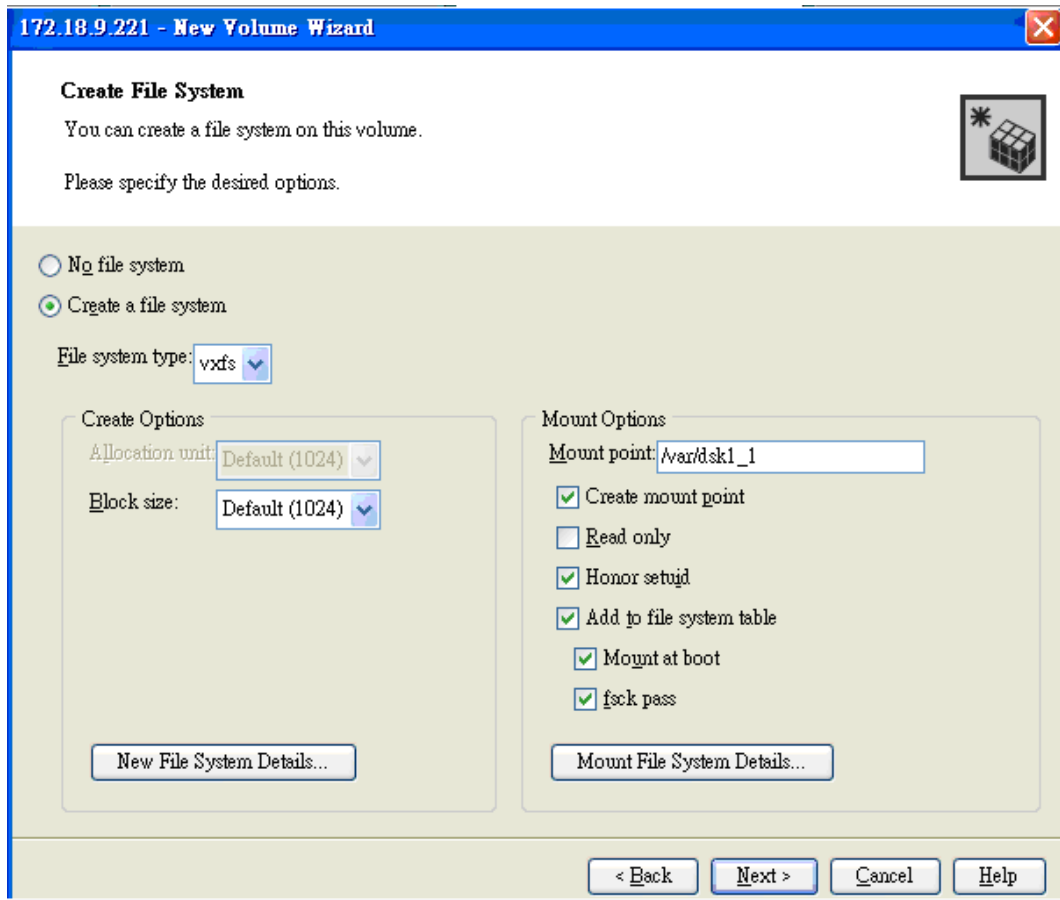 172.18.9.221 - New Volume Wizard
Create File System
You can create a file system on this volume.
Please specify the desired options.
No file system
Create a file system
File system type: vxfs
Create Options
Allocation unit: Default (1024)
Block size: Default (1024)
New File System Details...
Mount Options
Mount point: /var/dsk1_1
Create mount point
Read only
Honor setuid
Add to file system table
Mount at boot
fsck pass
Mount File System Details...
< Back Next > Cancel Help